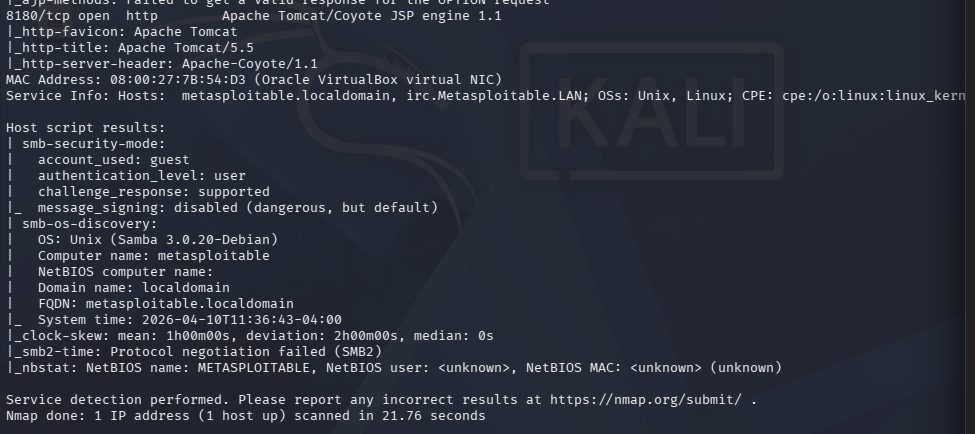 |_ajp-methods: Failed to get a valid response for the OPTION request
8180/tcp open  http        Apache Tomcat/Coyote JSP engine 1.1
|_http-favicon: Apache Tomcat
|_http-title: Apache Tomcat/5.5
|_http-server-header: Apache-Coyote/1.1
MAC Address: 08:00:27:7B:54:D3 (Oracle VirtualBox virtual NIC)
Service Info: Hosts:  metasploitable.localdomain, irc.Metasploitable.LAN; OSs: Unix, Linux; CPE: cpe:/o:linux:linux_kern
KALI
Host script results:
| smb-security-mode:
|   account_used: guest
|   authentication_level: user
|   challenge_response: supported
|_  message_signing: disabled (dangerous, but default)
| smb-os-discovery:
|   OS: Unix (Samba 3.0.20-Debian)
|   Computer name: metasploitable
|   NetBIOS computer name:
|   Domain name: localdomain
|   FQDN: metasploitable.localdomain
|_  System time: 2026-04-10T11:36:43-04:00
|_clock-skew: mean: 1h00m00s, deviation: 2h00m00s, median: 0s
|_smb2-time: Protocol negotiation failed (SMB2)
|_nbstat: NetBIOS name: METASPLOITABLE, NetBIOS user: <unknown>, NetBIOS MAC: <unknown> (unknown)
Service detection performed. Please report any incorrect results at https://nmap.org/submit/ .
Nmap done: 1 IP address (1 host up) scanned in 21.76 seconds